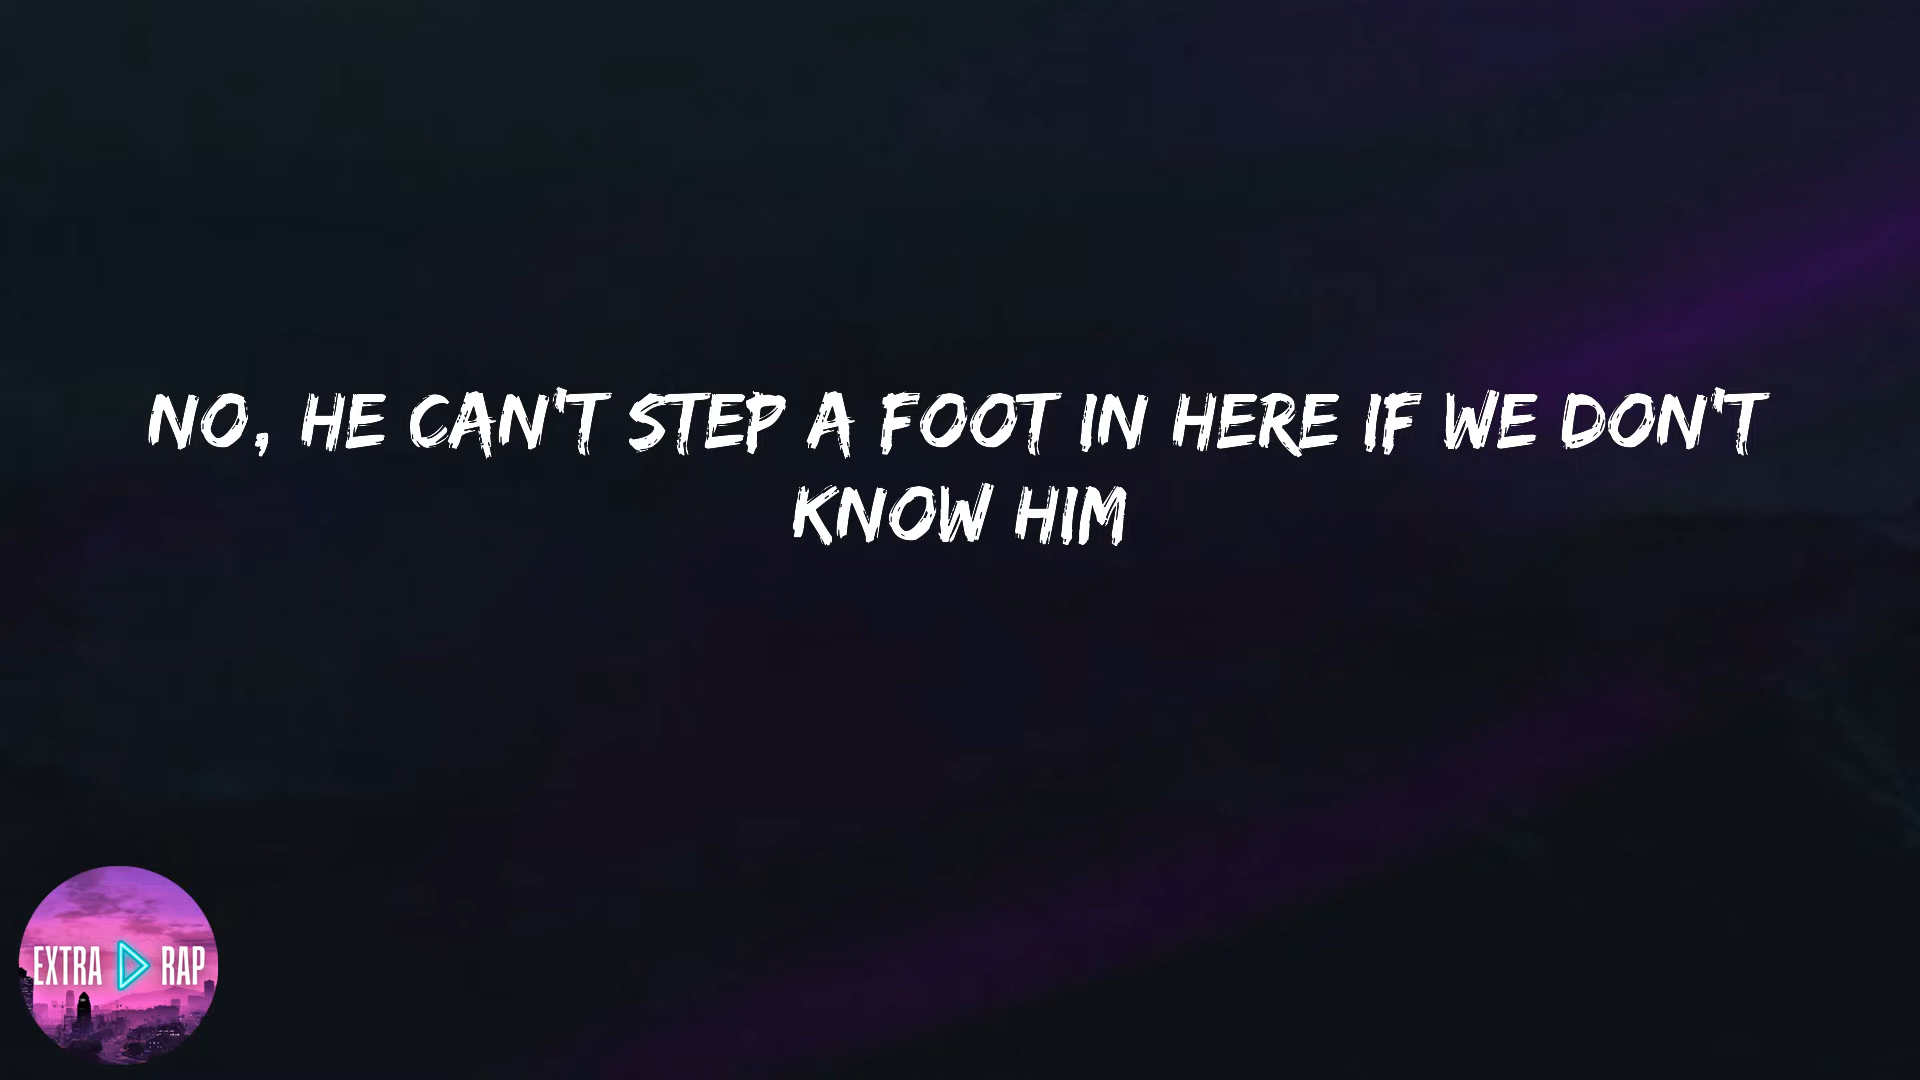 NO, HE CAN'T STEP A FOOT IN HERE IF WE DON'T
KNOW HIM
EXTRA RAP